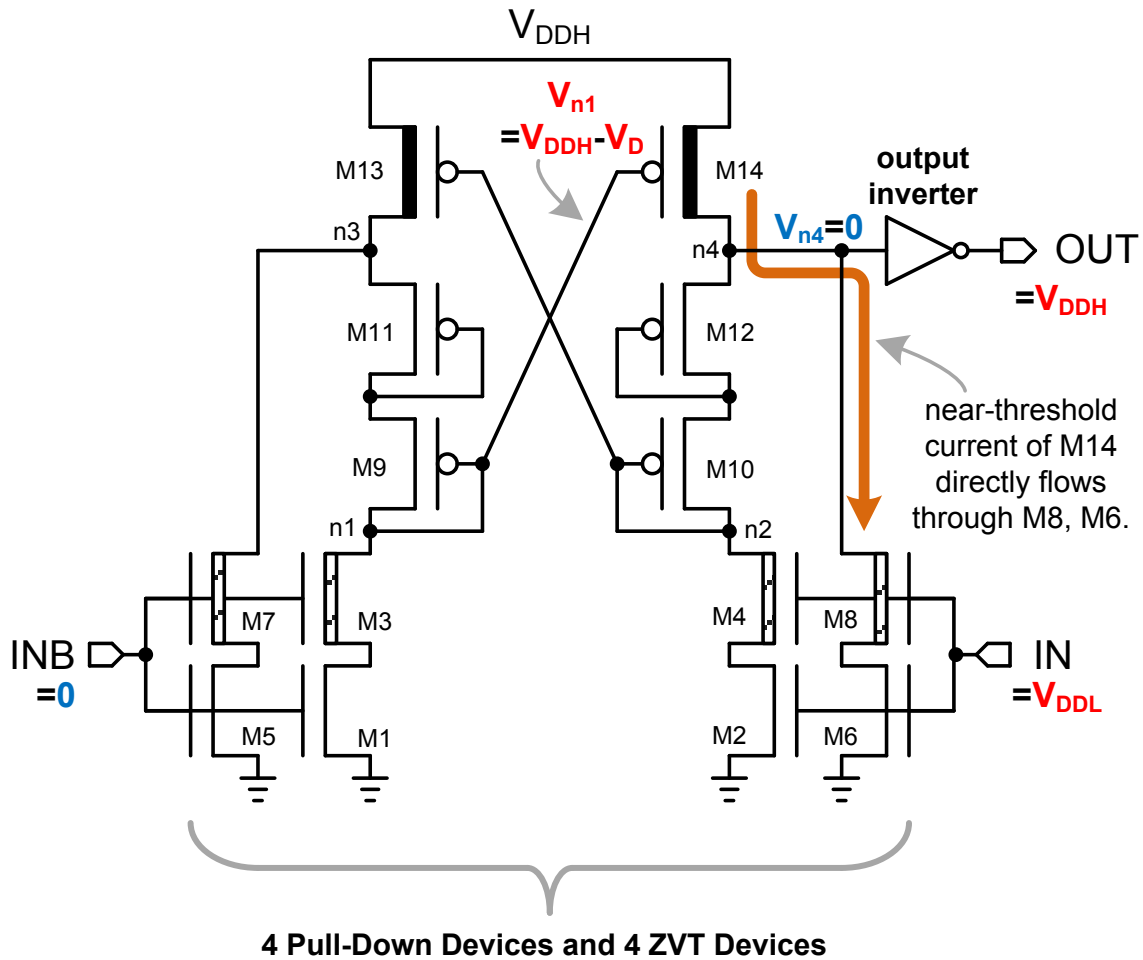 VDDH
Vn1
=VDDH-VD
M13
M14
output
inverter
n3
n4
Vn4=0
OUT
=VDDH
M11
M12
near-threshold
current of M14
directly flows
through M8, M6.
M9
M10
n1
n2
M7
M3
M4
M8
INB
=0
IN
=VDDL
M5
M1
M2
M6
4 Pull-Down Devices and 4 ZVT Devices